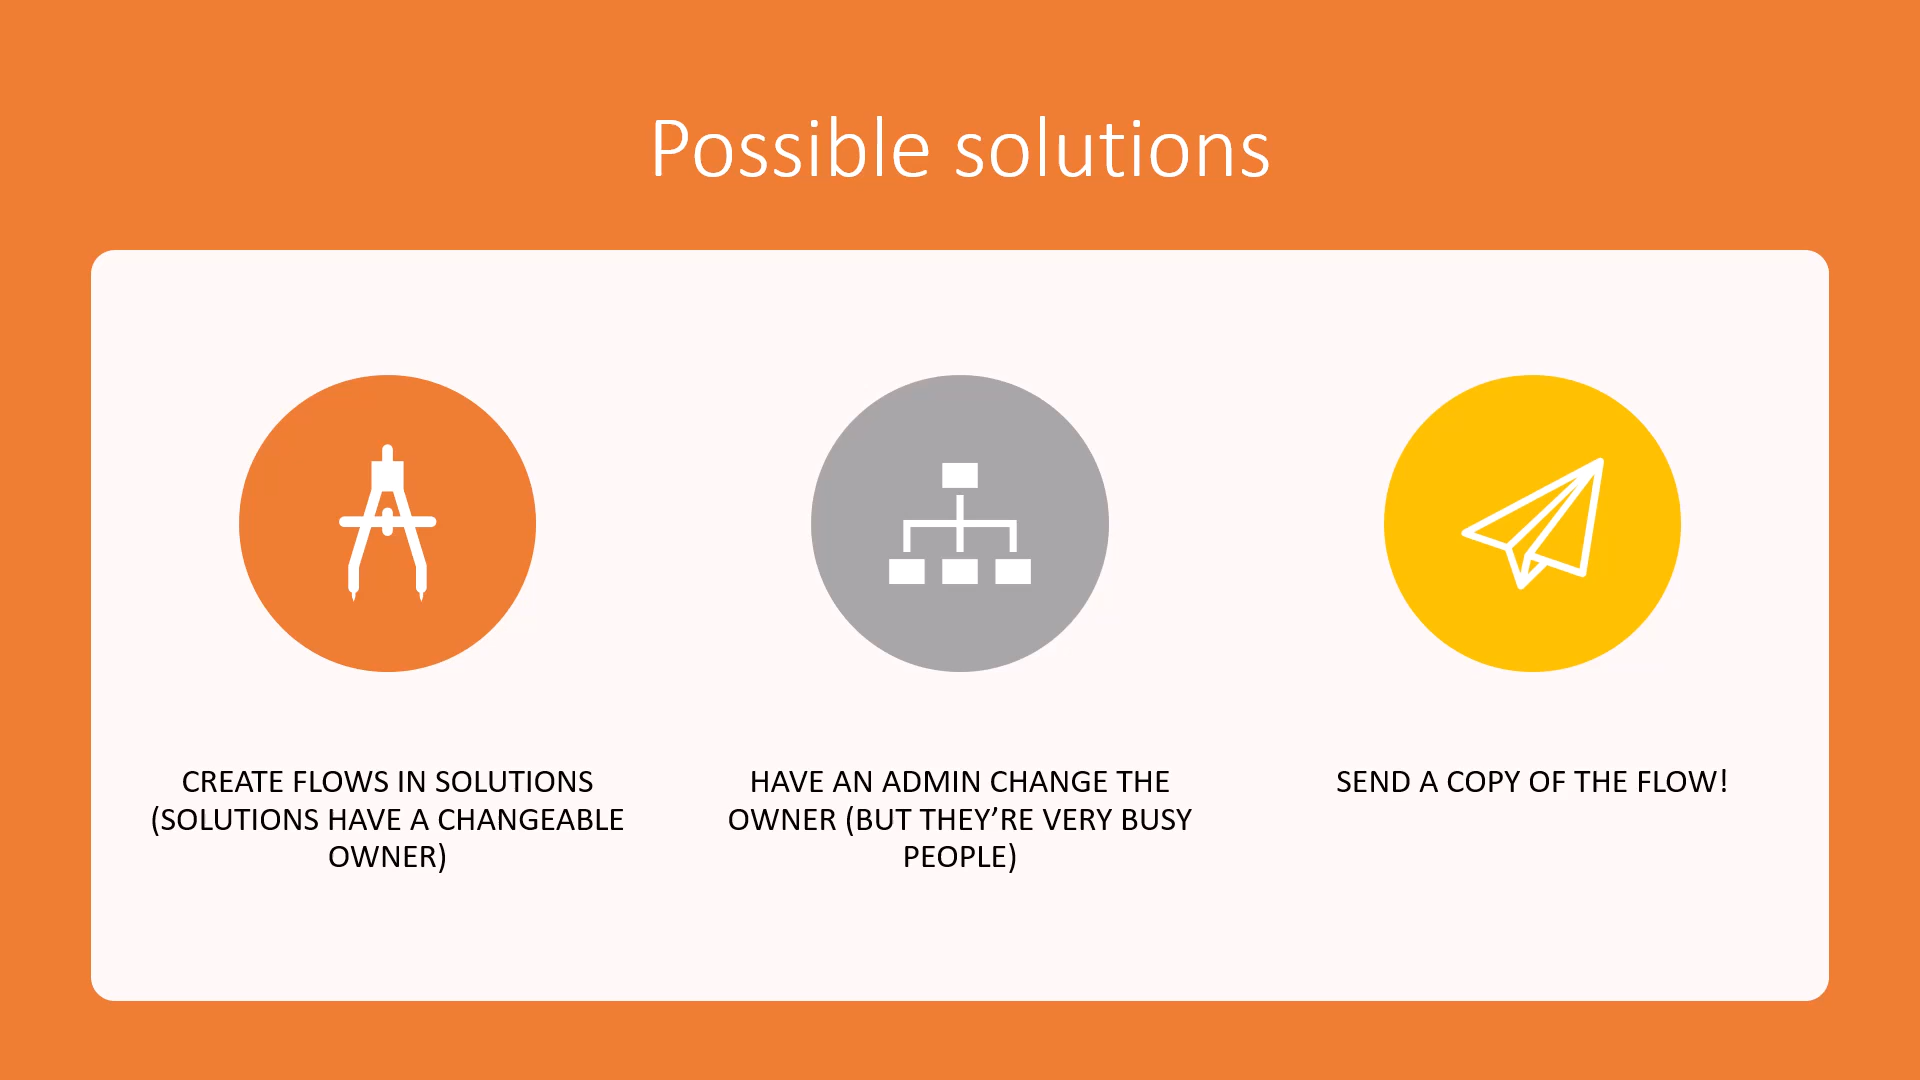 Possible solutions
CREATE FLOWS IN SOLUTIONS
(SOLUTIONS HAVE A CHANGEABLE
OWNER)
HAVE AN ADMIN CHANGE THE
OWNER (BUT THEY’RE VERY BUSY
PEOPLE)
SEND A COPY OF THE FLOW!